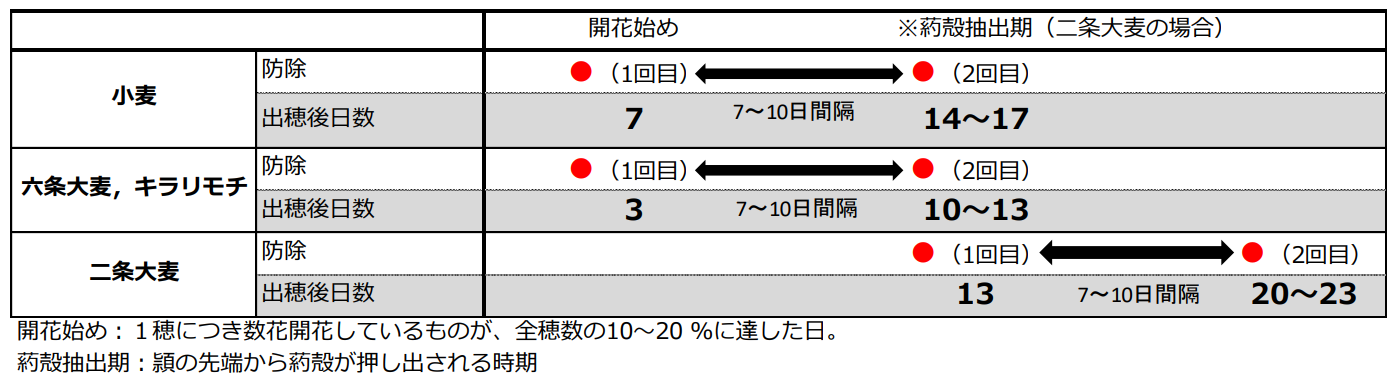 開花始め ※葯殻抽出期（二条大麦の場合）
小麦
防除 ●（1回目） ●（2回目）
出穂後日数 7 7～10日間隔 14～17
六条大麦，キラリモチ
防除 ●（1回目） ●（2回目）
出穂後日数 3 7～10日間隔 10～13
二条大麦
防除 ●（1回目） ●（2回目）
出穂後日数 13 7～10日間隔 20～23
開花始め：１穂につき数花開花しているものが、全穂数の10～20 %に達した日。
葯殻抽出期：頴の先端から葯殻が押し出される時期